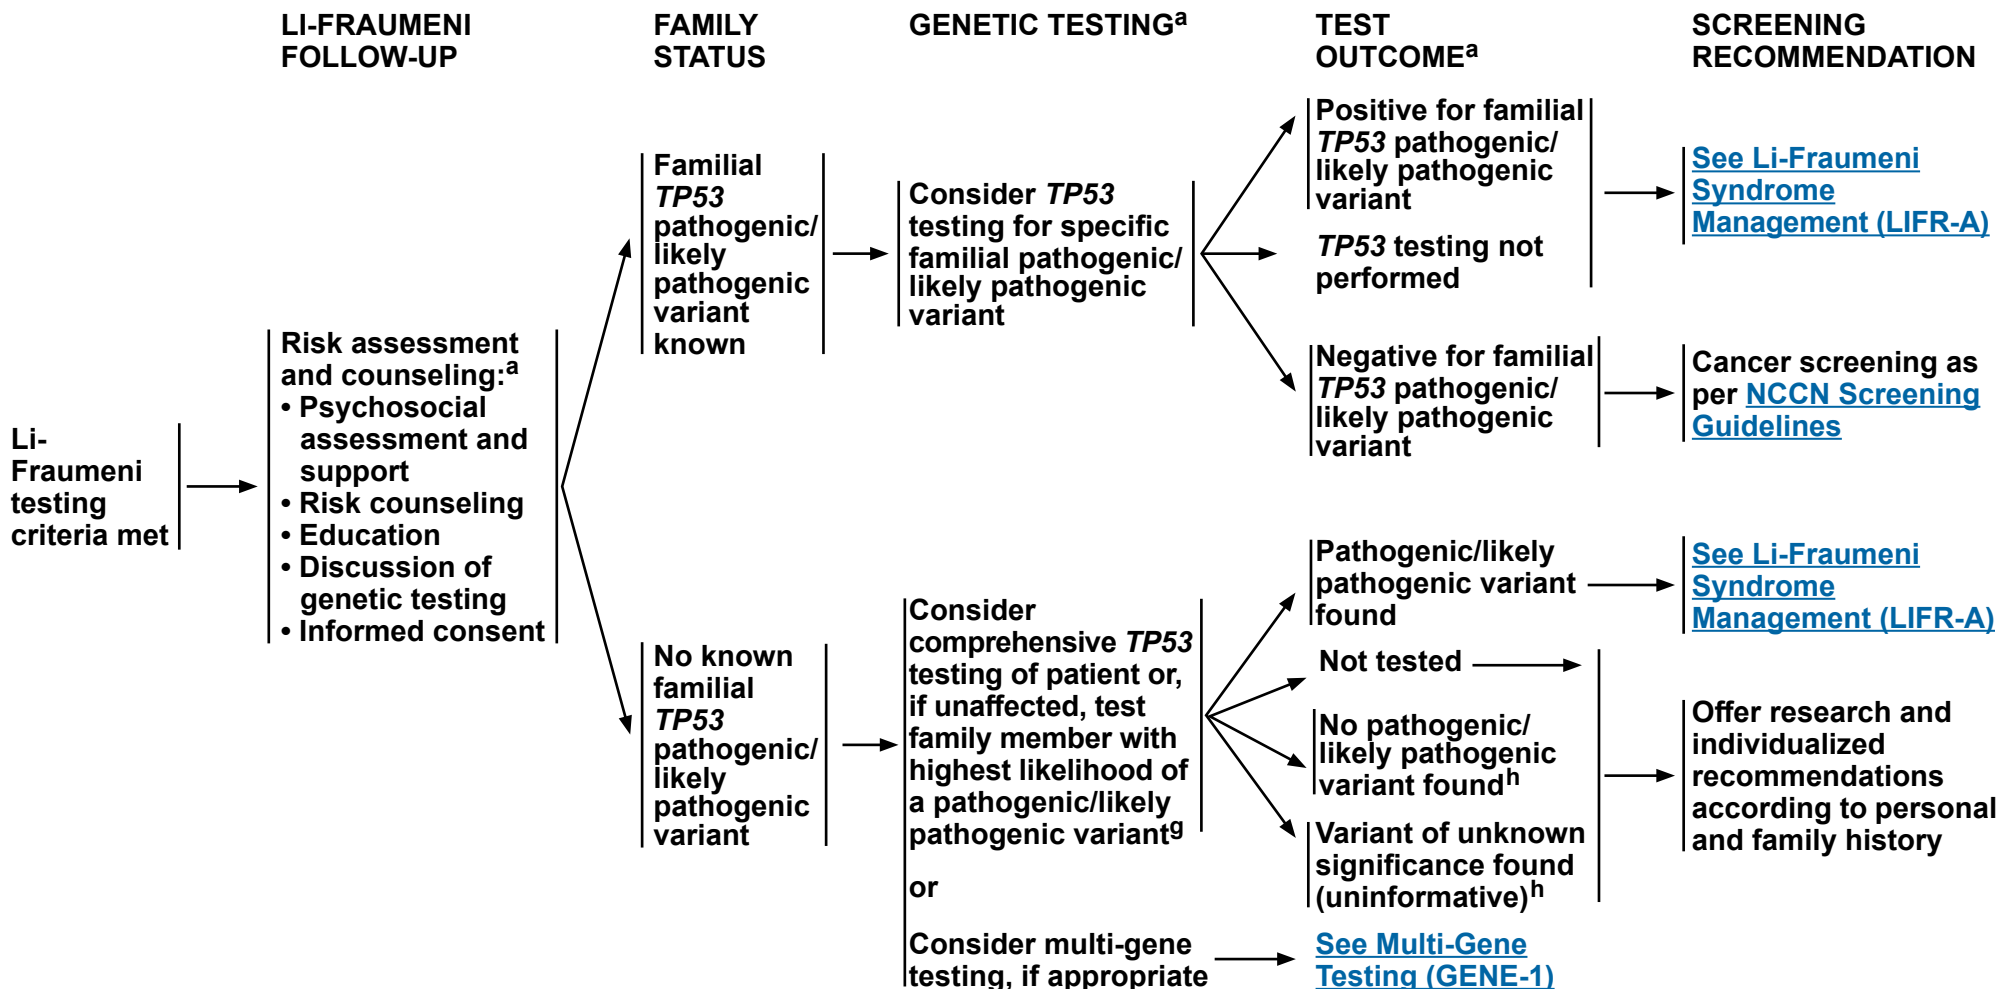 LI-FRAUMENI
FOLLOW-UP
FAMILY
STATUS
GENETIC TESTINGa
TEST
OUTCOMEa
SCREENING
RECOMMENDATION
Li-
Fraumeni
testing
criteria met
Risk assessment
and counseling:a
• Psychosocial
assessment and
support
• Risk counseling
• Education
• Discussion of
genetic testing
• Informed consent
Familial
TP53
pathogenic/
likely
pathogenic
variant
known
Consider TP53
testing for specific
familial pathogenic/
likely pathogenic
variant
Positive for familial
TP53 pathogenic/
likely pathogenic
variant
TP53 testing not
performed
See Li-Fraumeni
Syndrome
Management (LIFR-A)
Negative for familial
TP53 pathogenic/
likely pathogenic
variant
Cancer screening as
per NCCN Screening
Guidelines
No known
familial
TP53
pathogenic/
likely
pathogenic
variant
Consider
comprehensive TP53
testing of patient or,
if unaffected, test
family member with
highest likelihood of
a pathogenic/likely
pathogenic variantg
or
Consider multi-gene
testing, if appropriate
Pathogenic/likely
pathogenic variant
found
See Li-Fraumeni
Syndrome
Management (LIFR-A)
Not tested
No pathogenic/
likely pathogenic
variant foundh
Variant of unknown
significance found
(uninformative)h
Offer research and
individualized
recommendations
according to personal
and family history
See Multi-Gene
Testing (GENE-1)